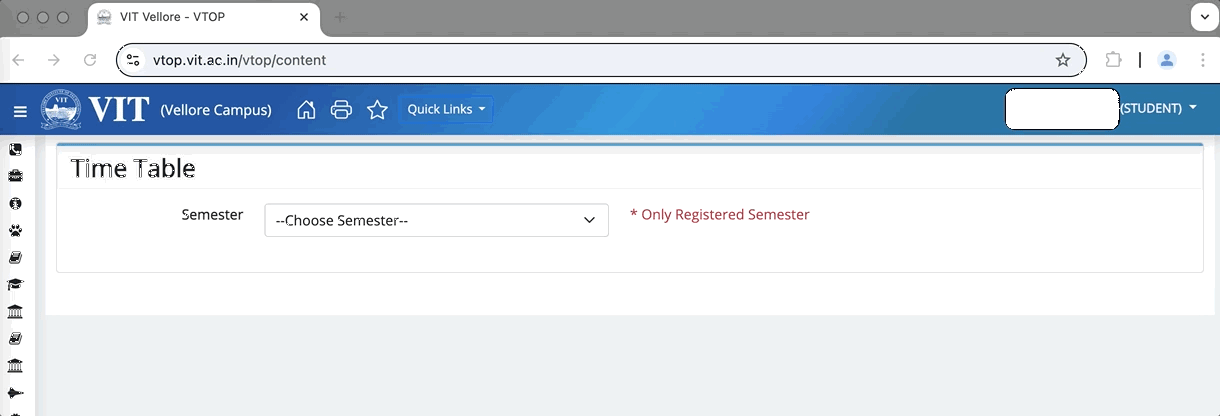 VIT Vellore - VTOP
vtop.vit.ac.in/vtop/content
VIT (Vellore Campus) Quick Links (STUDENT)
Time Table
Semester --Choose Semester-- * Only Registered Semester